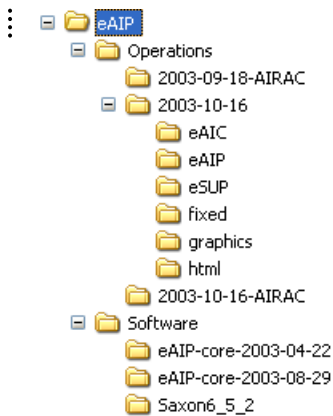 eAIP
Operations
2003-09-18-AIRAC
2003-10-16
eAIC
eAIP
eSUP
fixed
graphics
html
2003-10-16-AIRAC
Software
eAIP-core-2003-04-22
eAIP-core-2003-08-29
Saxon6_5_2